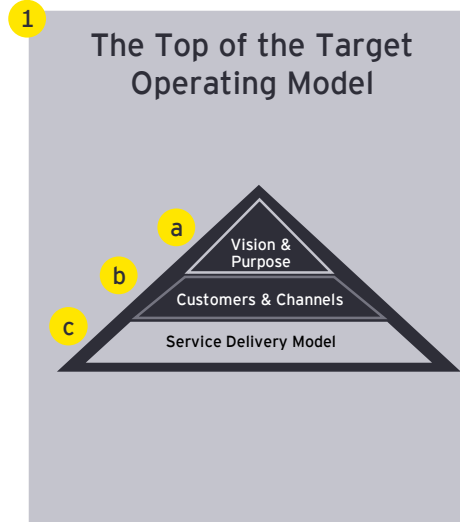 1
The Top of the Target
Operating Model
a
Vision &
Purpose
b
Customers & Channels
c
Service Delivery Model